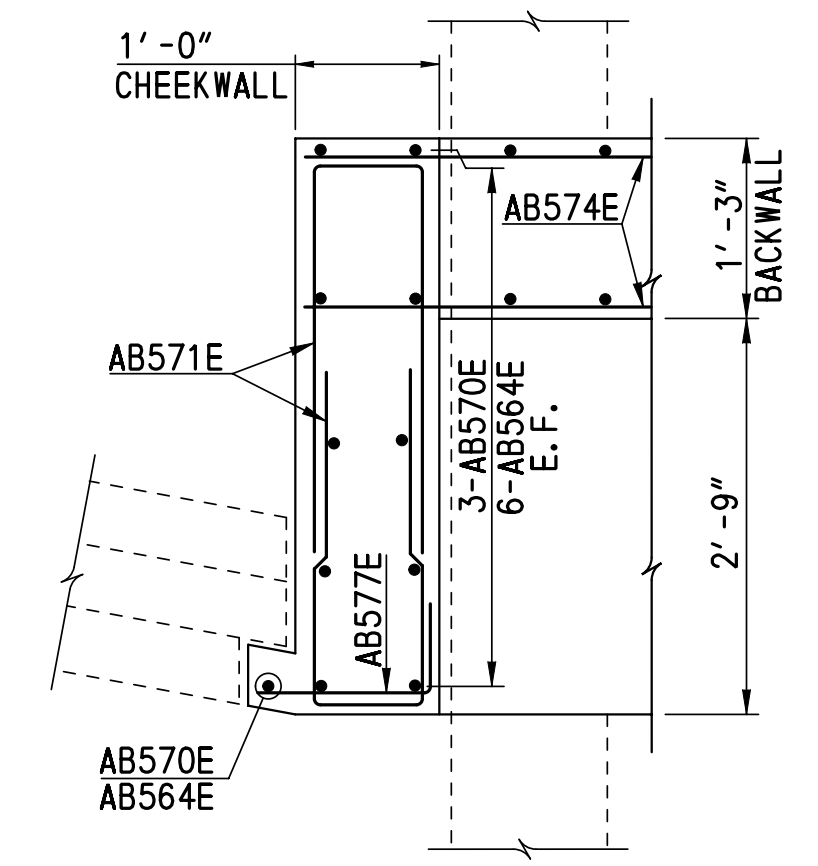 1'-0"
CHEEKWALL
AB574E
1'-3"
BACKWALL
AB571E
3-AB570E
6-AB564E
E.F.
2'-9"
AB577E
AB570E
AB564E